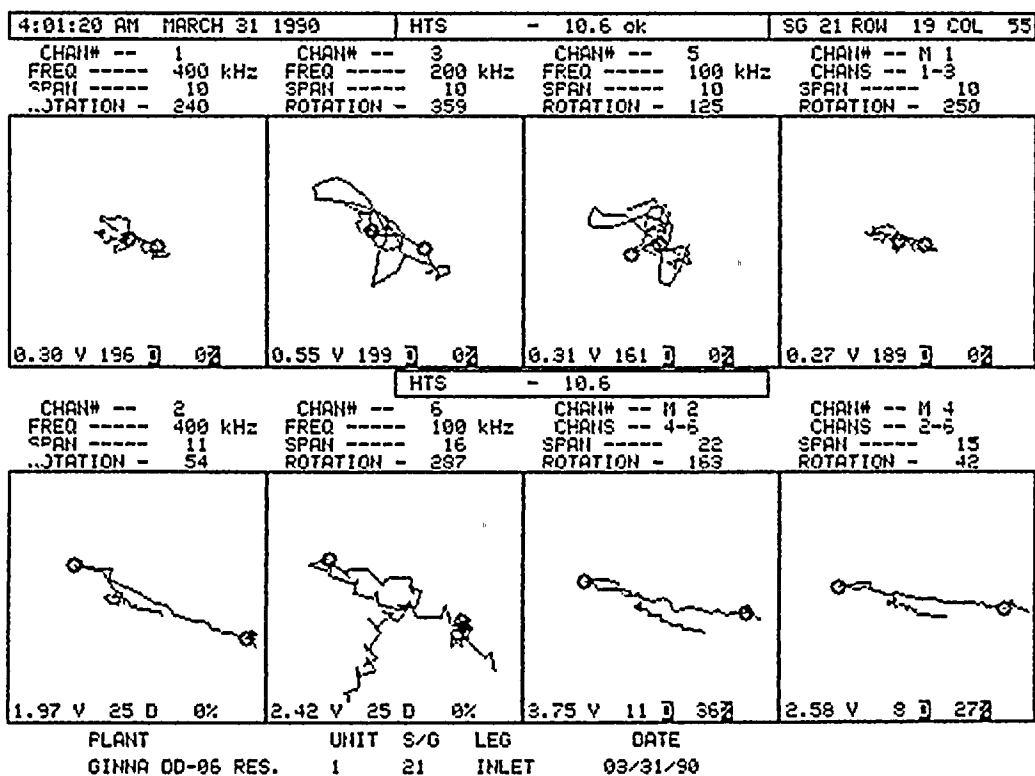 4:01:20 AM MARCH 31 1990 HTS - 10.6 ok SG 21 ROW 19 COL 55
CHAN# -- 1 CHAN# -- 3 CHAN# -- 5 CHAN# -- M 1
FREQ ----- 400 kHz FREQ ----- 200 kHz FREQ ----- 100 kHz CHANS -- 1-3
SPAN ----- 10 SPAN ----- 10 SPAN ----- 10 SPAN ----- 10
..OTATION - 240 ROTATION - 359 ROTATION - 125 ROTATION - 250
0.30 V 196 D 0% 0.55 V 199 D 0% 0.31 V 161 D 0% 0.27 V 189 D 0%
HTS - 10.6
CHAN# -- 2 CHAN# -- 6 CHAN# -- M 2 CHAN# -- M 4
FREQ ----- 400 kHz FREQ ----- 100 kHz CHANS -- 4-6 CHANS -- 2-6
SPAN ----- 11 SPAN ----- 16 SPAN ----- 22 SPAN ----- 15
..OTATION - 54 ROTATION - 287 ROTATION - 163 ROTATION - 42
1.97 V 25 D 0% 2.42 V 25 D 0% 3.75 V 11 D 36% 2.58 V 8 D 27%
PLANT UNIT S/G LEG DATE
GINNA DD-06 RES. 1 21 INLET 03/31/90